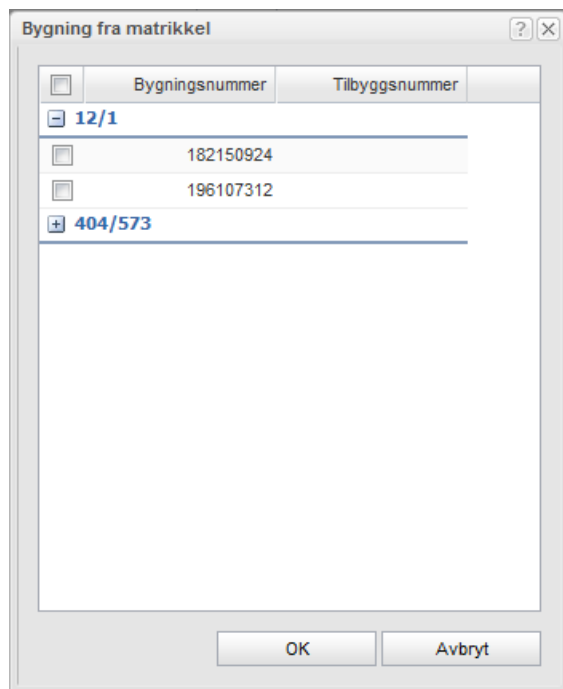 Bygning fra matrikkel
Bygningsnummer Tilbyggsnummer
12/1
182150924
196107312
404/573
OK Avbryt